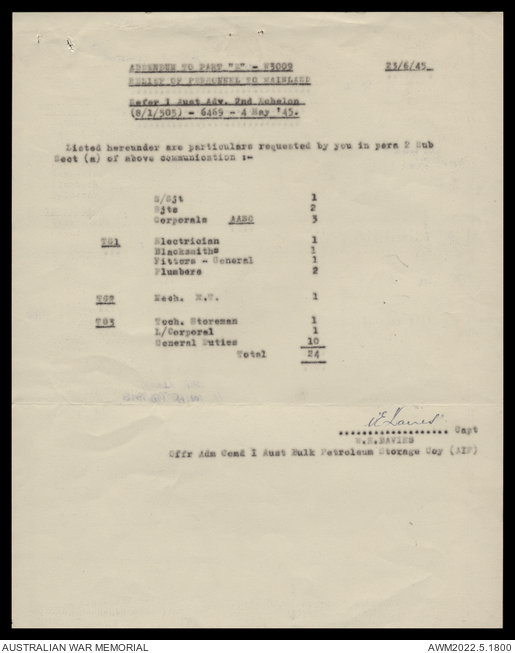 ADDENDUM TO PART "E" - W3009 23/6/45
RELIEF OF PERSONNEL TO MAINLAND
Refer 1 Aust Adv. 2nd Echelon
(8/1/505) - 6469 - 4 May '45.
Listed hereunder are particulars requested by you in para 2 Sub
Sect (a) of above communication :-
S/Sjt 1
Sjts 2
Corporals AASC 3
TG1 Electrician 1
Blacksmiths 1
Fitters - General 1
Plumbers 2
TG2 Mech. M.T. 1
TG3 Tech. Storeman 1
L/Corporal 1
General Duties 10
Total 24
Capt
W.E.DAVIES
Offr Adm Comd 1 Aust Bulk Petroleum Storage Coy (AIF)
AUSTRALIAN WAR MEMORIAL AWM2022.5.1800